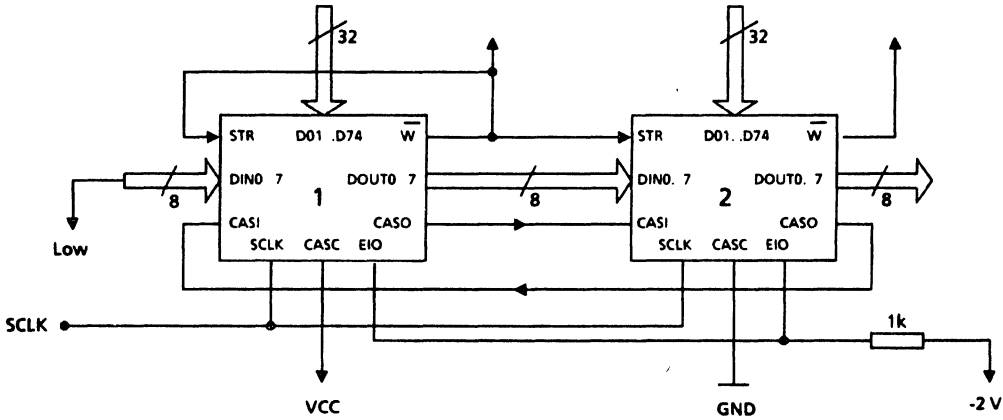 32 32
STR D01 ..D74 W STR D01. .D74 W
DIN0 7 DOUT0 7 DIN0. 7 DOUT0. 7
8 1 8 2 8
CASI CASO CASI CASO
Low SCLK CASC EIO SCLK CASC EIO
SCLK 1k
VCC GND -2 V